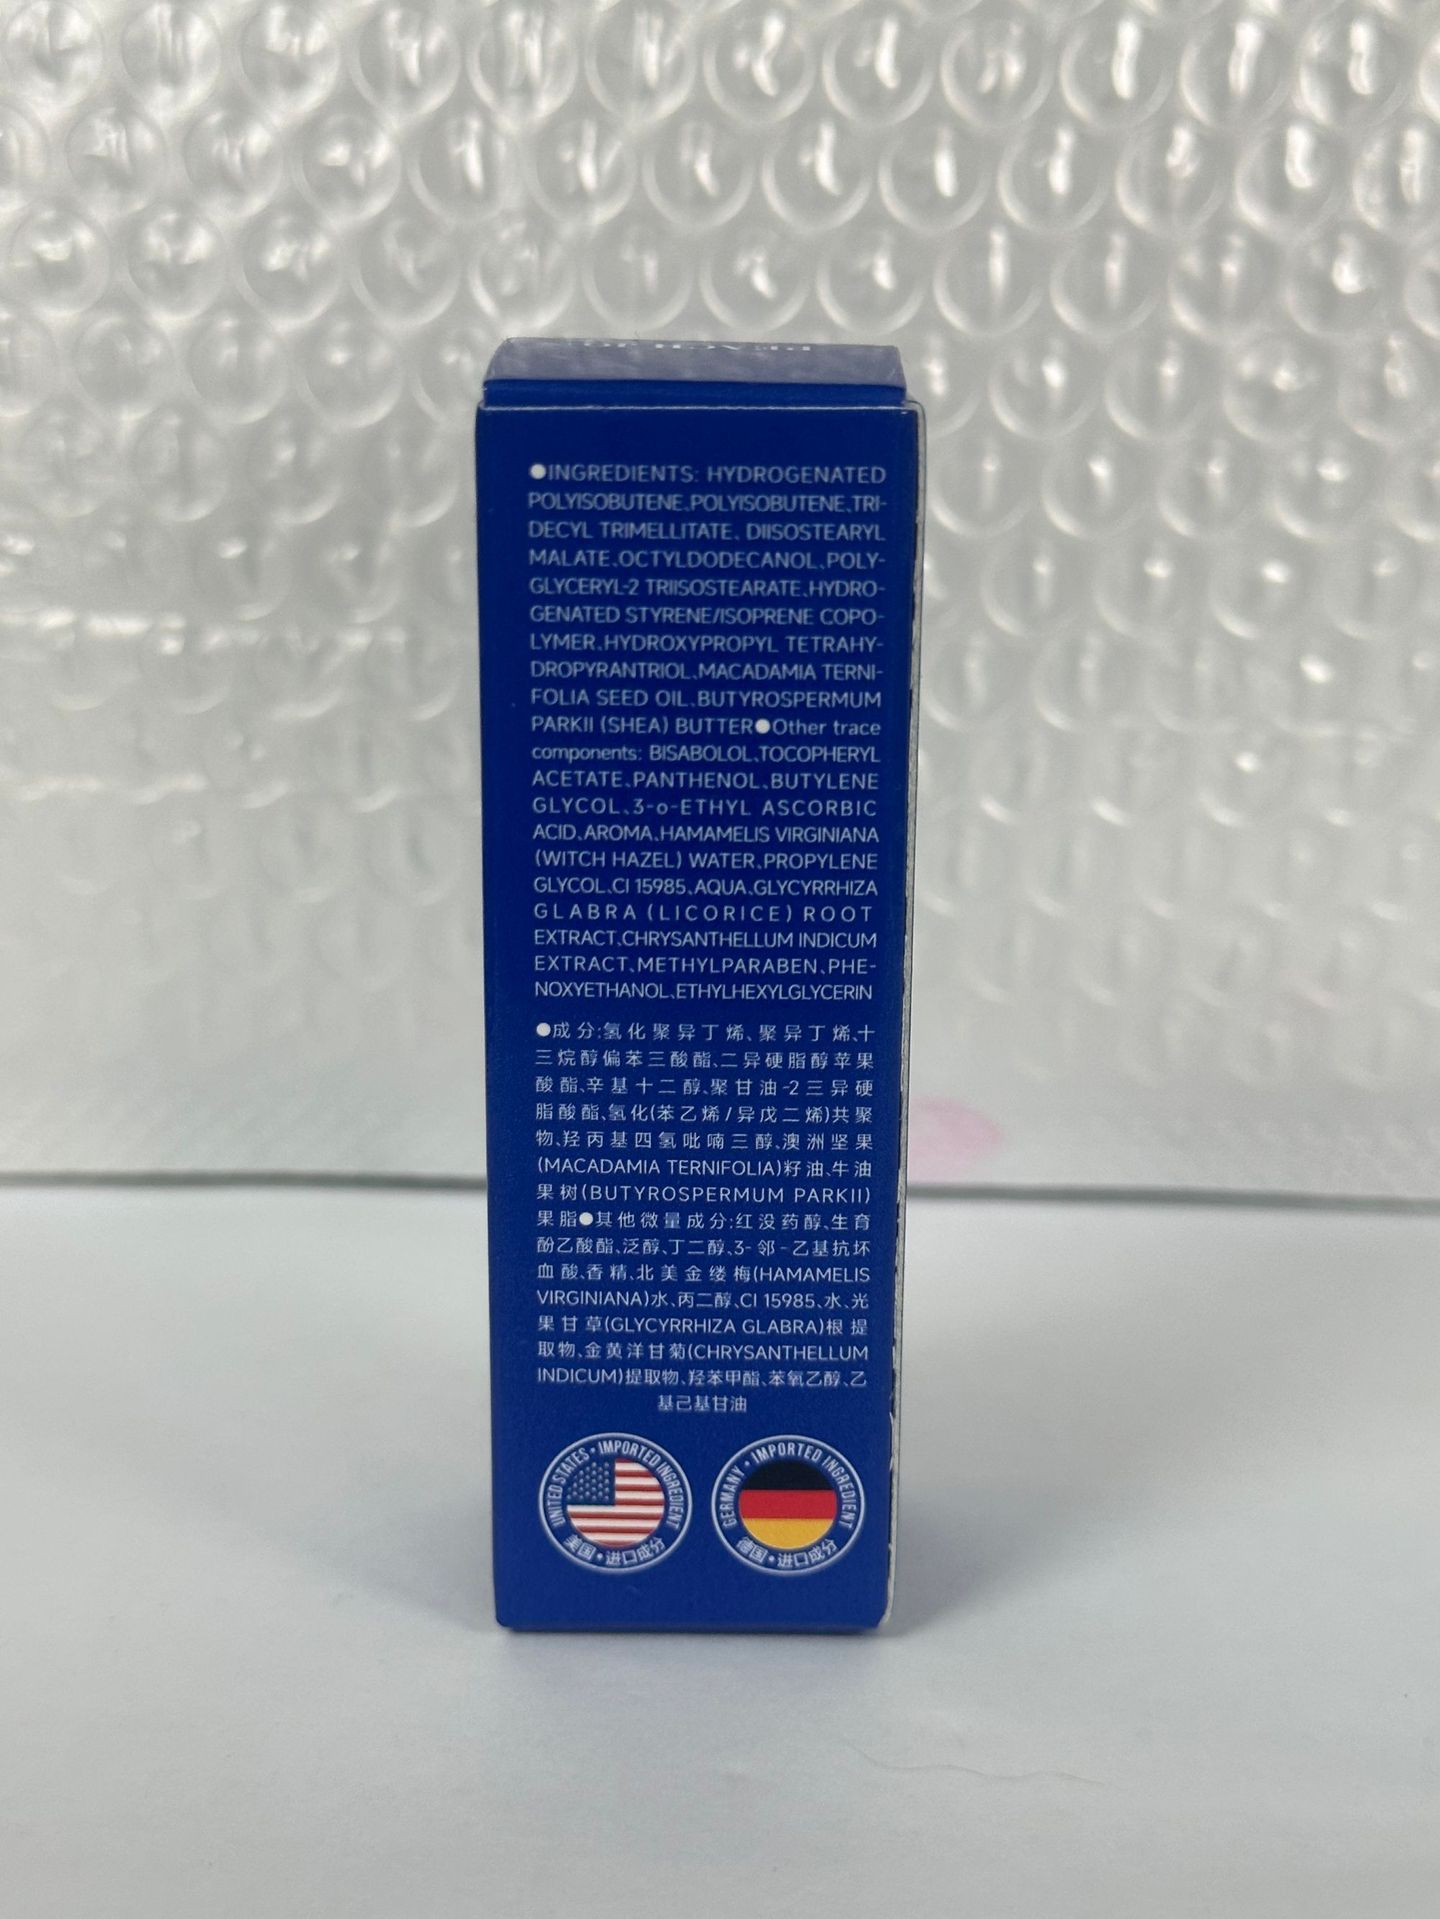 ●INGREDIENTS: HYDROGENATED
POLYISOBUTENE、POLYISOBUTENE、TRI-
DECYL TRIMELLITATE、DIISOSTEARYL
MALATE、OCTYLDODECANOL、POLY-
GLYCERYL-2 TRIISOSTEARATE、HYDRO-
GENATED STYRENE/ISOPRENE COPO-
LYMER、HYDROXYPROPYL TETRAHY-
DROPYRANTRIOL、MACADAMIA TERNI-
FOLIA SEED OIL、BUTYROSPERMUM
PARKII (SHEA) BUTTER●Other trace
components: BISABOLOL、TOCOPHERYL
ACETATE、PANTHENOL、BUTYLENE
GLYCOL、3-o-ETHYL ASCORBIC
ACID、AROMA、HAMAMELIS VIRGINIANA
(WITCH HAZEL) WATER、PROPYLENE
GLYCOL、CI 15985、AQUA、GLYCYRRHIZA
GLABRA (LICORICE) ROOT
EXTRACT、CHRYSANTHELLUM INDICUM
EXTRACT、METHYLPARABEN、PHE-
NOXYETHANOL、ETHYLHEXYLGLYCERIN
●成分:氢化聚异丁烯、聚异丁烯、十
三烷醇偏苯三酸酯、二异硬脂醇苹果
酸酯、辛基十二醇、聚甘油-2三异硬
脂酸酯、氢化(苯乙烯/异戊二烯)共聚
物、羟丙基四氢吡喃三醇、澳洲坚果
(MACADAMIA TERNIFOLIA)籽油、牛油
果树(BUTYROSPERMUM PARKII)
果脂●其他微量成分:红没药醇、生育
酚乙酸酯、泛醇、丁二醇、3-邻-乙基抗坏
血酸、香精、北美金缕梅(HAMAMELIS
VIRGINIANA)水、丙二醇、CI 15985、水、光
果甘草(GLYCYRRHIZA GLABRA)根提
取物、金黄洋甘菊(CHRYSANTHELLUM
INDICUM)提取物、羟苯甲酯、苯氧乙醇、乙
基己基甘油
UNITED STATES • IMPORTED INGREDIENT
美国 • 进口成分
GERMANY • IMPORTED INGREDIENT
德国 • 进口成分